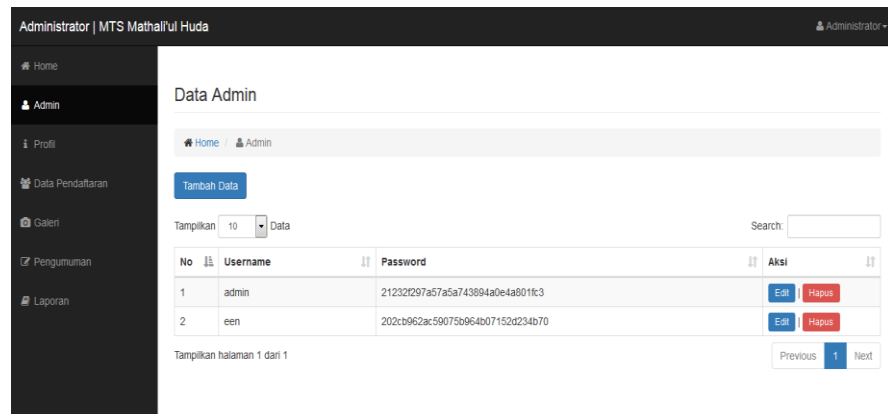 Administrator | MTS Mathali'ul Huda
Administrator
Home
Admin
Profil
Data Pendaftaran
Galeri
Pengumuman
Laporan
Data Admin
Home / Admin
Tambah Data
Tampilkan 10 Data
Search:
No Username Password Aksi
1 admin 21232f297a57a5a743894a0e4a801fc3 Edit | Hapus
2 een 202cb962ac59075b964b07152d234b70 Edit | Hapus
Tampilkan halaman 1 dari 1
Previous 1 Next